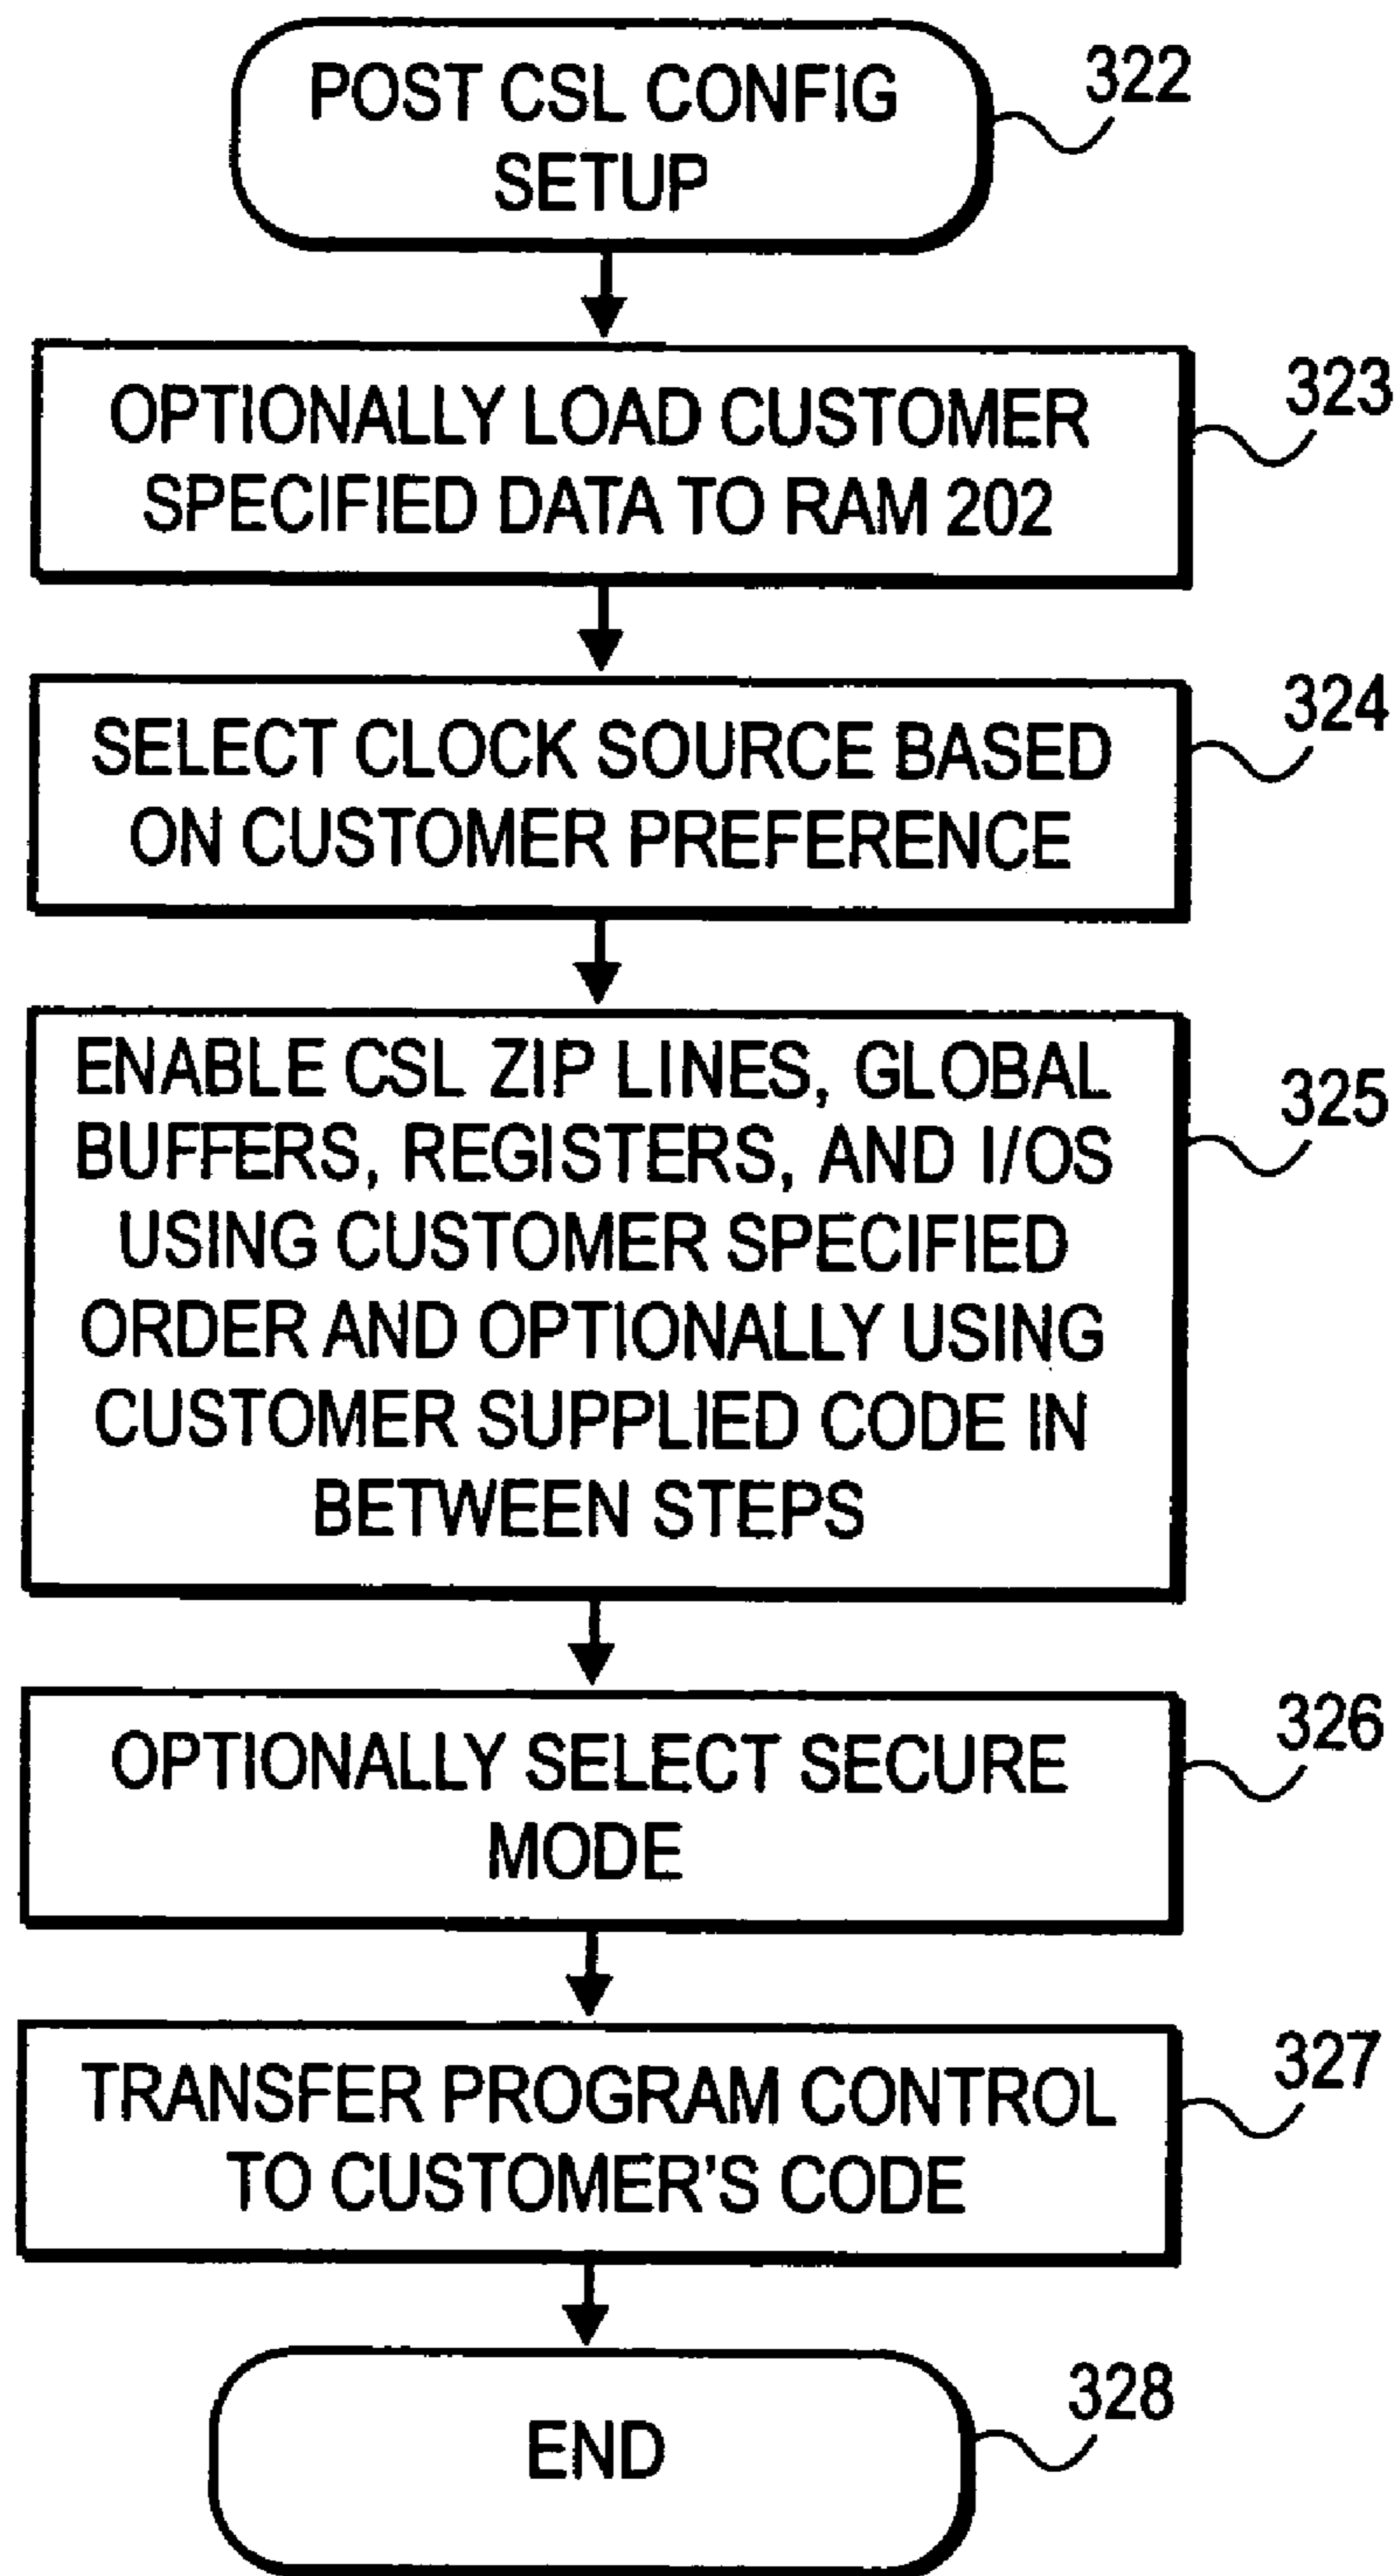 POST CSL CONFIG
SETUP
322
OPTIONALLY LOAD CUSTOMER
SPECIFIED DATA TO RAM 202
323
SELECT CLOCK SOURCE BASED
ON CUSTOMER PREFERENCE
324
ENABLE CSL ZIP LINES, GLOBAL
BUFFERS, REGISTERS, AND I/OS
USING CUSTOMER SPECIFIED
ORDER AND OPTIONALLY USING
CUSTOMER SUPPLIED CODE IN
BETWEEN STEPS
325
OPTIONALLY SELECT SECURE
MODE
326
TRANSFER PROGRAM CONTROL
TO CUSTOMER'S CODE
327
END
328